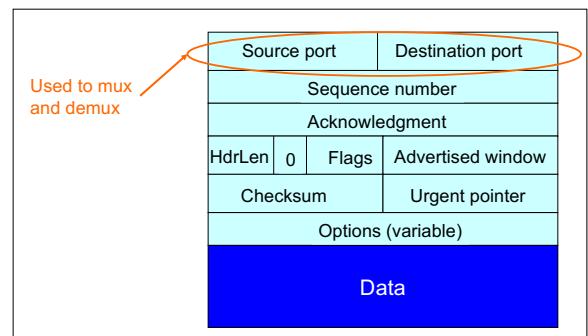 Source port Destination port
Used to mux
and demux
Sequence number
Acknowledgment
HdrLen 0 Flags Advertised window
Checksum Urgent pointer
Options (variable)
Data